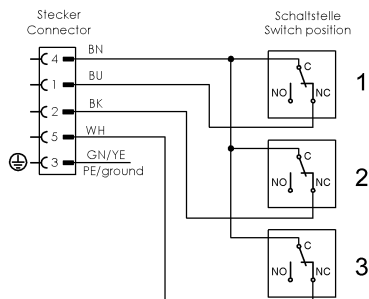 Stecker
Connector
Schaltstelle
Switch position
4 BN
1 BU
2 BK
5 WH
3 GN/YE
PE/ground
C
NO NC
1
C
NO NC
2
C
NO NC
3